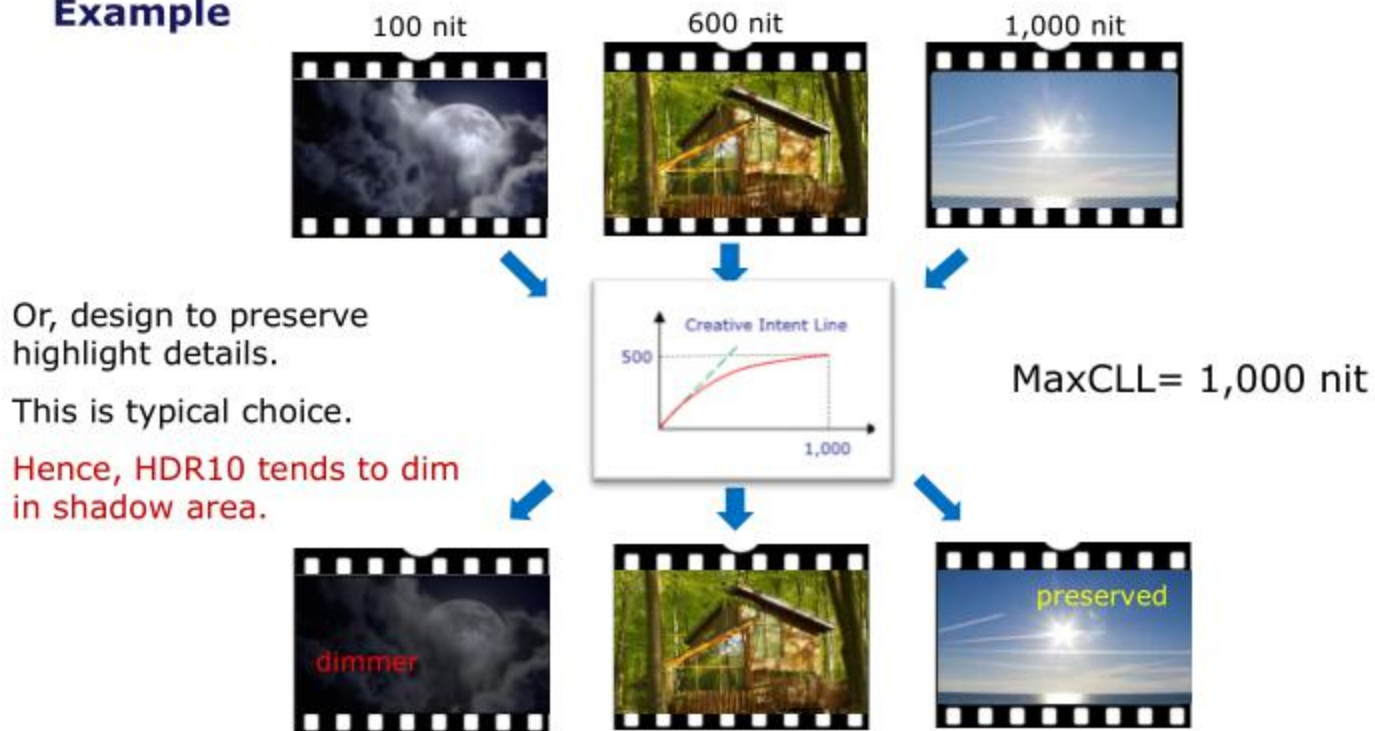 Example
100 nit
600 nit
1,000 nit
Or, design to preserve
highlight details.
This is typical choice.
Hence, HDR10 tends to dim
in shadow area.
Creative Intent Line
500
1,000
MaxCLL= 1,000 nit
dimmer
preserved